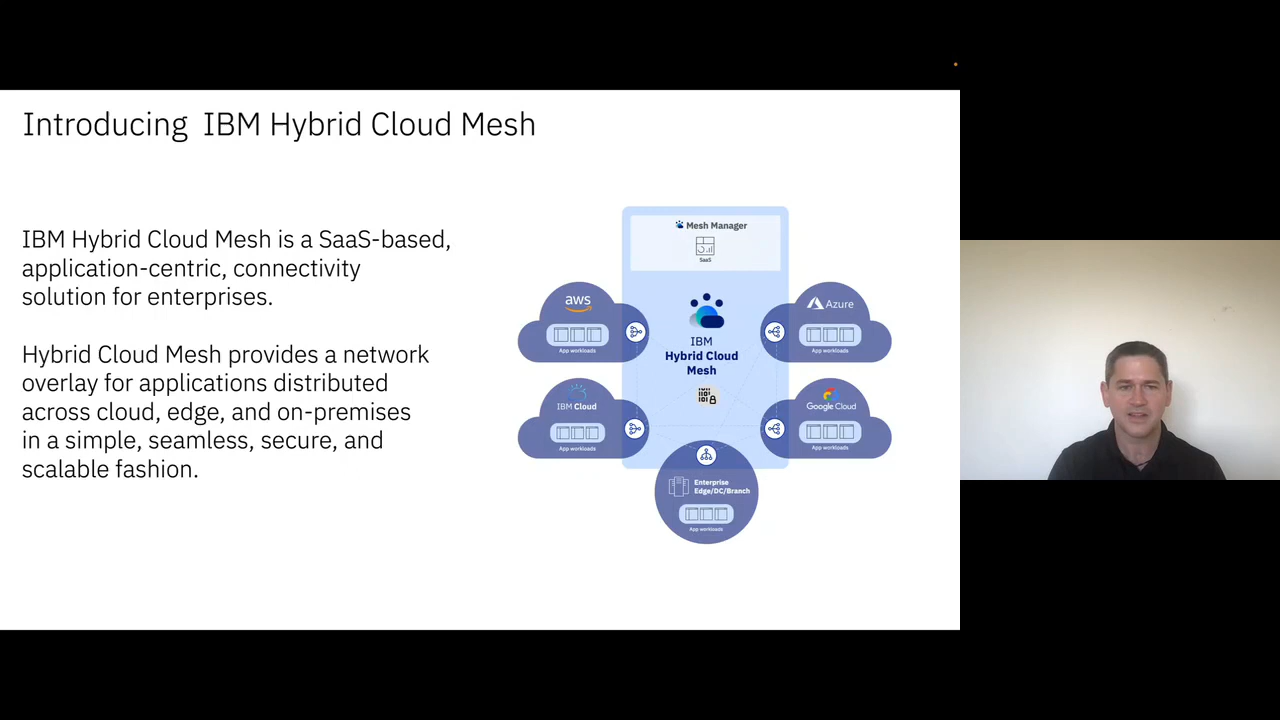 Introducing IBM Hybrid Cloud Mesh
IBM Hybrid Cloud Mesh is a SaaS-based,
application-centric, connectivity
solution for enterprises.
Hybrid Cloud Mesh provides a network
overlay for applications distributed
across cloud, edge, and on-premises
in a simple, seamless, secure, and
scalable fashion.
Mesh Manager
SaaS
aws
App workloads
Azure
App workloads
IBM
Hybrid Cloud
Mesh
IBM Cloud
App workloads
Google Cloud
App workloads
Enterprise
Edge/DC/Branch
App workloads